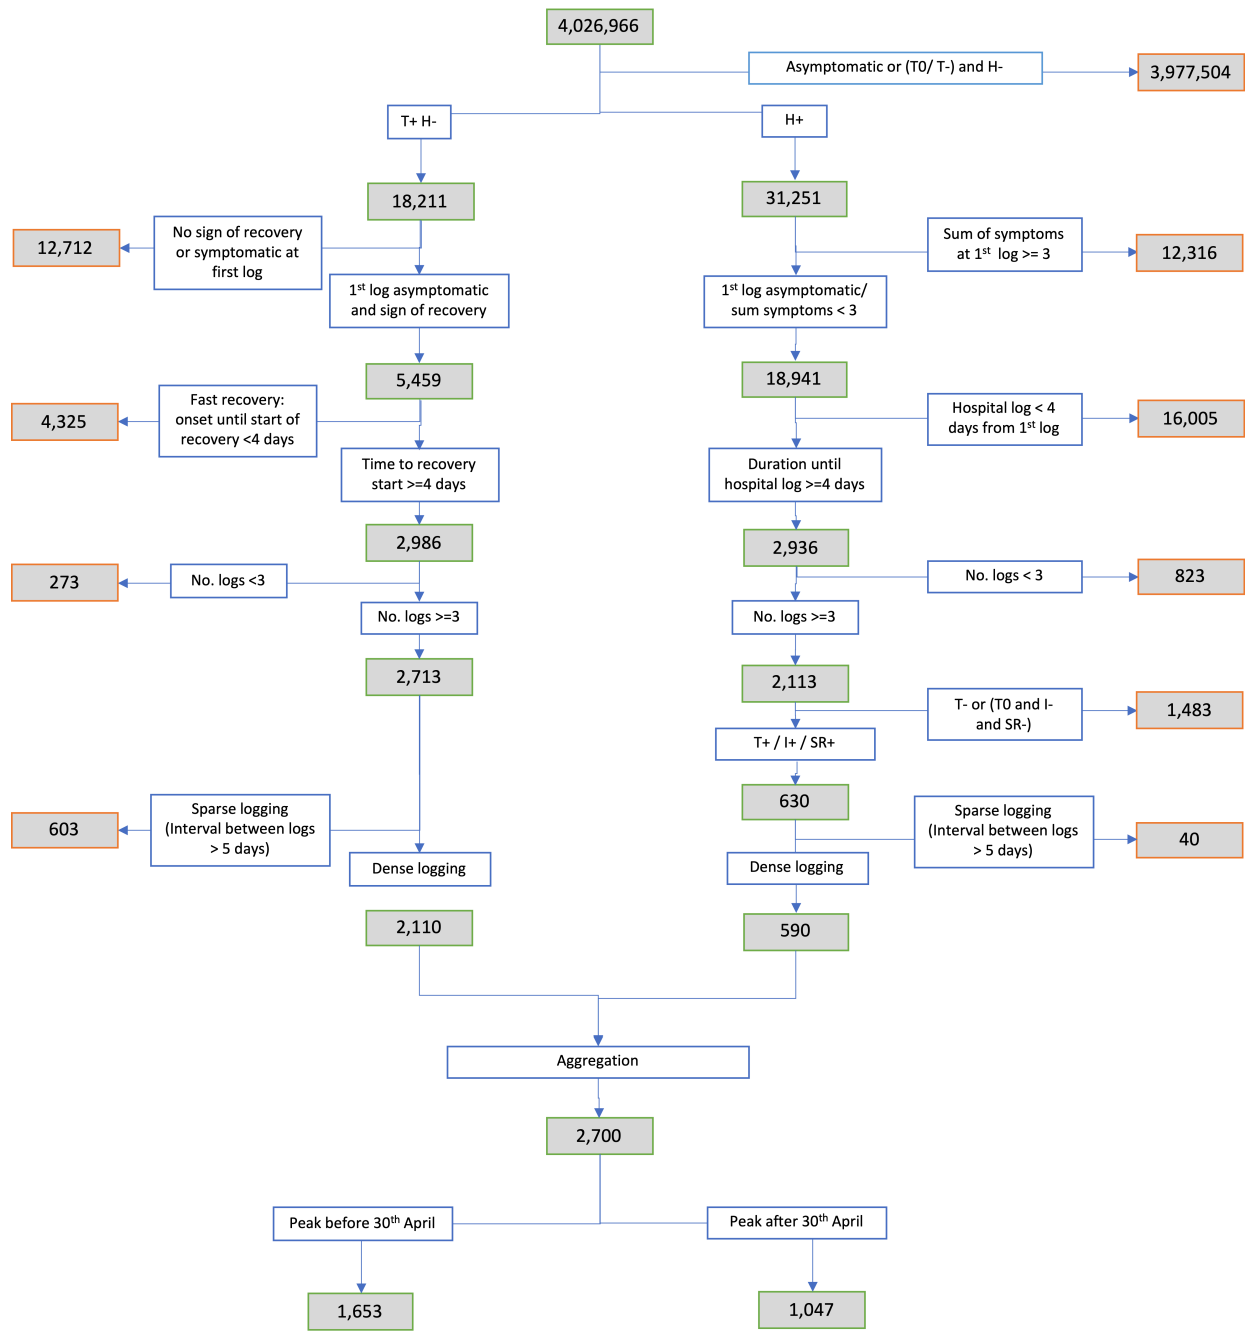 4,026,966
Asymptomatic or (T0/ T-) and H-
3,977,504
T+ H-
H+
18,211
31,251
12,712
No sign of recovery
or symptomatic at
first log
Sum of symptoms
at 1st log >= 3
12,316
1st log asymptomatic
and sign of recovery
1st log asymptomatic/
sum symptoms < 3
5,459
18,941
4,325
Fast recovery:
onset until start of
recovery <4 days
Hospital log < 4
days from 1st log
16,005
Time to recovery
start >=4 days
Duration until
hospital log >=4 days
2,986
2,936
273
No. logs <3
No. logs < 3
823
No. logs >=3
No. logs >=3
2,713
2,113
T- or (T0 and I-
and SR-)
1,483
T+ / I+ / SR+
630
603
Sparse logging
(Interval between logs
> 5 days)
Sparse logging
(Interval between logs
> 5 days)
40
Dense logging
Dense logging
2,110
590
Aggregation
2,700
Peak before 30th April
Peak after 30th April
1,653
1,047